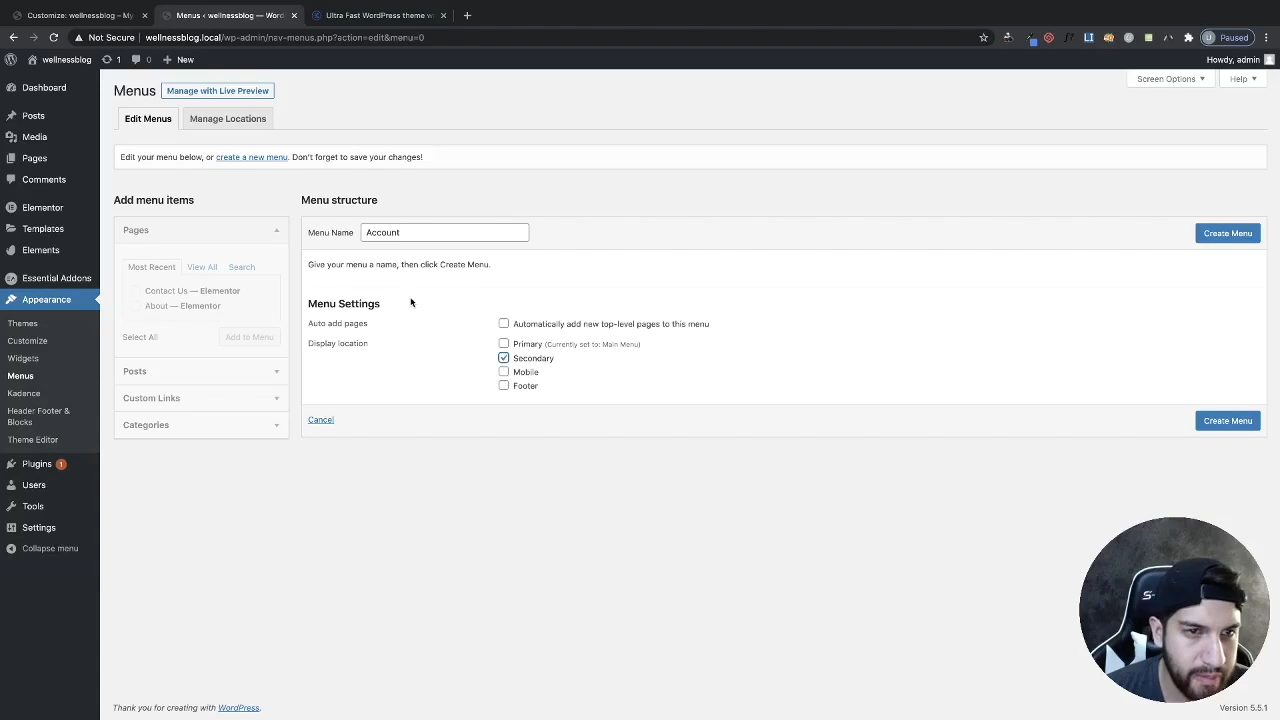 Customize: wellnessblog – My
Menus ‹ wellnessblog — Word
Ultra Fast WordPress theme w
Not Secure
wellnessblog.local/wp-admin/nav-menus.php?action=edit&menu=0
Paused
wellnessblog
1
0
New
Howdy, admin
Dashboard
Posts
Media
Pages
Comments
Elementor
Templates
Elements
Essential Addons
Appearance
Themes
Customize
Widgets
Menus
Kadence
Header Footer &
Blocks
Theme Editor
Plugins 1
Users
Tools
Settings
Collapse menu
Screen Options
Help
Menus
Manage with Live Preview
Edit Menus
Manage Locations
Edit your menu below, or create a new menu. Don't forget to save your changes!
Add menu items
Pages
Most Recent
View All
Search
Contact Us — Elementor
About — Elementor
Select All
Add to Menu
Posts
Custom Links
Categories
Menu structure
Menu Name
Account
Create Menu
Give your menu a name, then click Create Menu.
Menu Settings
Auto add pages
Automatically add new top-level pages to this menu
Display location
Primary (Currently set to: Main Menu)
Secondary
Mobile
Footer
Cancel
Create Menu
Thank you for creating with WordPress.
Version 5.5.1